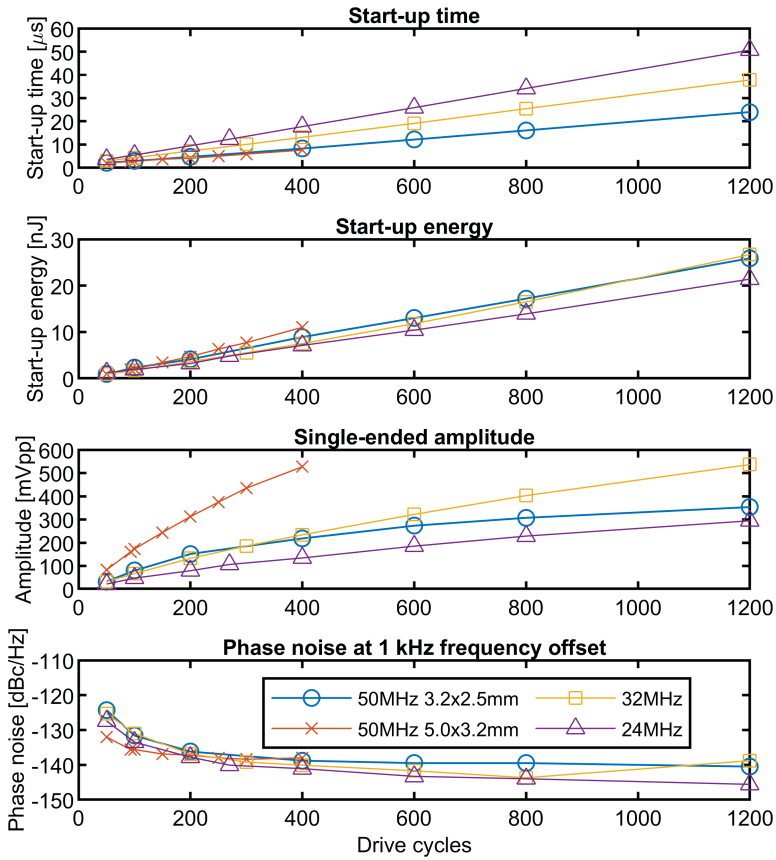 Start-up time
Start-up time [μs]
60
50
40
30
20
10
0
0 200 400 600 800 1000 1200
Start-up energy
Start-up energy [nJ]
30
20
10
0
0 200 400 600 800 1000 1200
Single-ended amplitude
Amplitude [mVpp]
600
500
400
300
200
100
0
0 200 400 600 800 1000 1200
Phase noise at 1 kHz frequency offset
Phase noise [dBc/Hz]
-110
-120
-130
-140
-150
50MHz 3.2x2.5mm 32MHz
50MHz 5.0x3.2mm 24MHz
0 200 400 600 800 1000 1200
Drive cycles